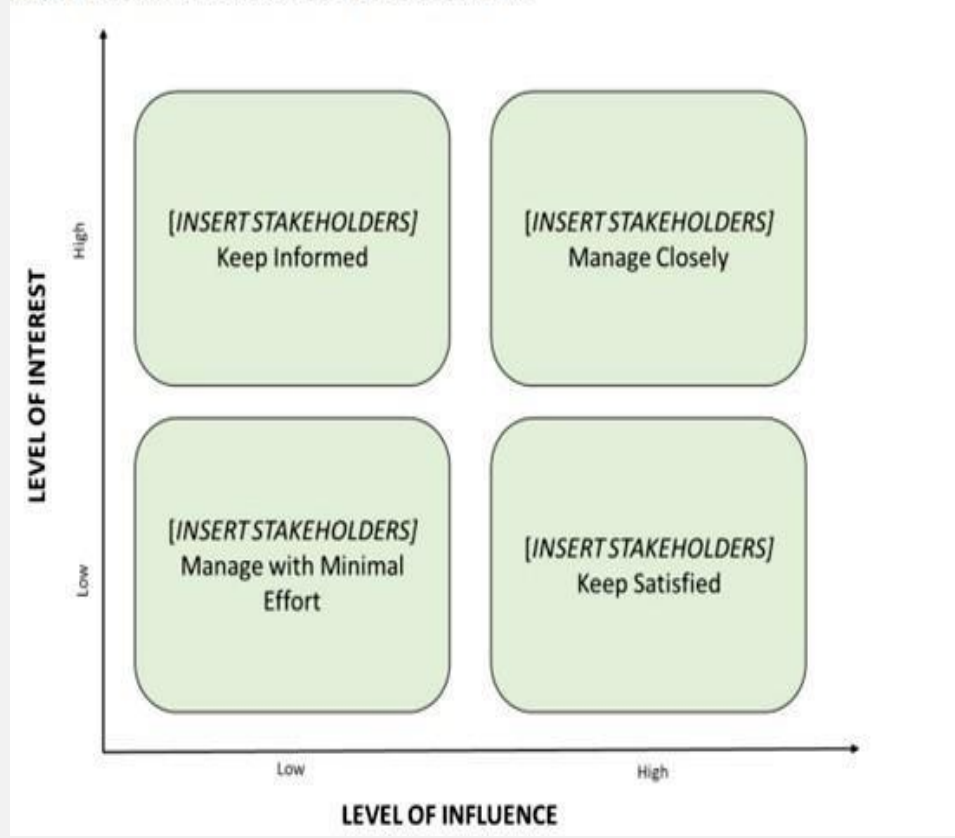 [INSERT STAKEHOLDERS]
Keep Informed
[INSERT STAKEHOLDERS]
Manage Closely
High
LEVEL OF INTEREST
[INSERT STAKEHOLDERS]
Manage with Minimal
Effort
[INSERT STAKEHOLDERS]
Keep Satisfied
Low
Low
High
LEVEL OF INFLUENCE